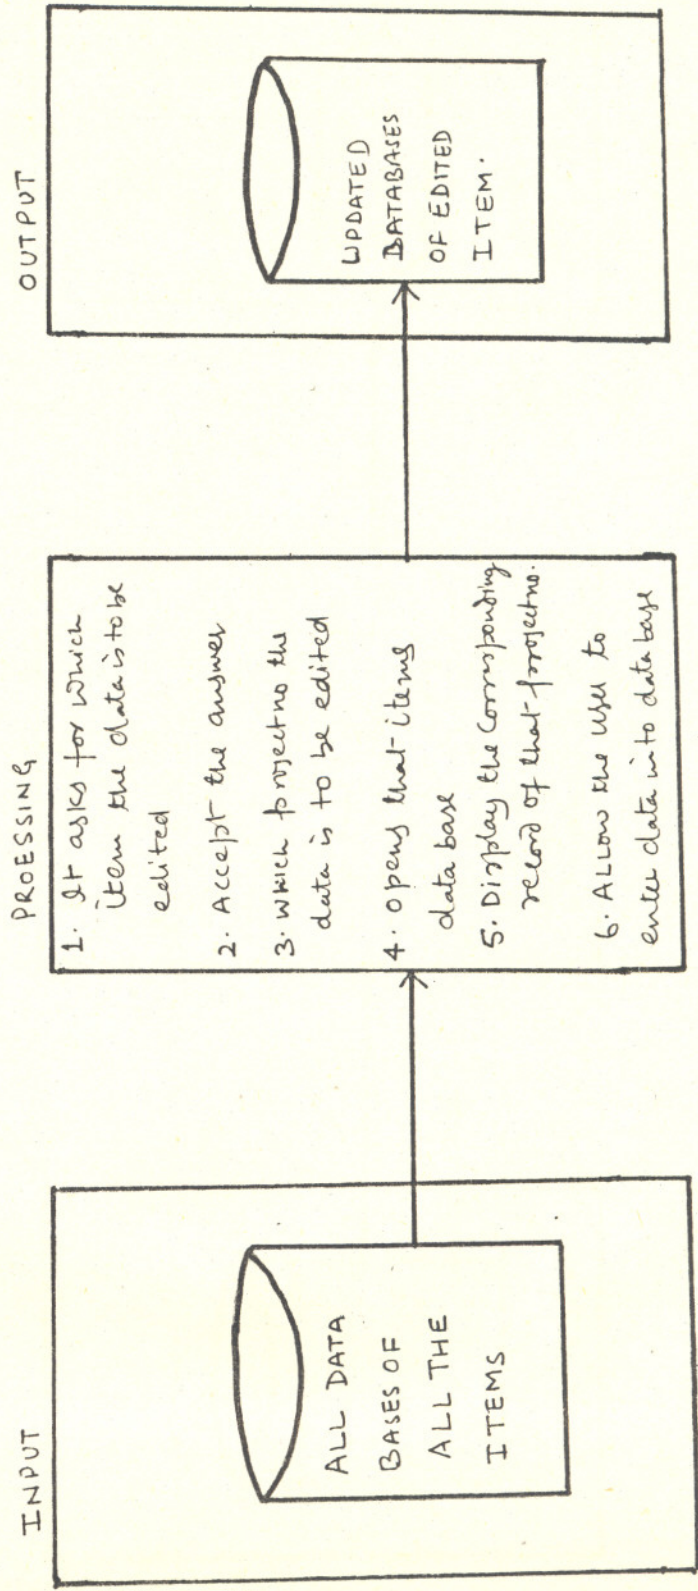 INPUT
ALL DATA
BASES OF
ALL THE
ITEMS
PROESSING
1. It asks for which
item the data is to be
edited
2. Accept the answer
3. which projectno the
data is to be edited
4. opens that items
data base
5. Display the Corresponding
record of that projectno.
6. ALLOW the user to
enter data into data base
OUTPUT
UPDATED
DATABASES
OF EDITED
ITEM.